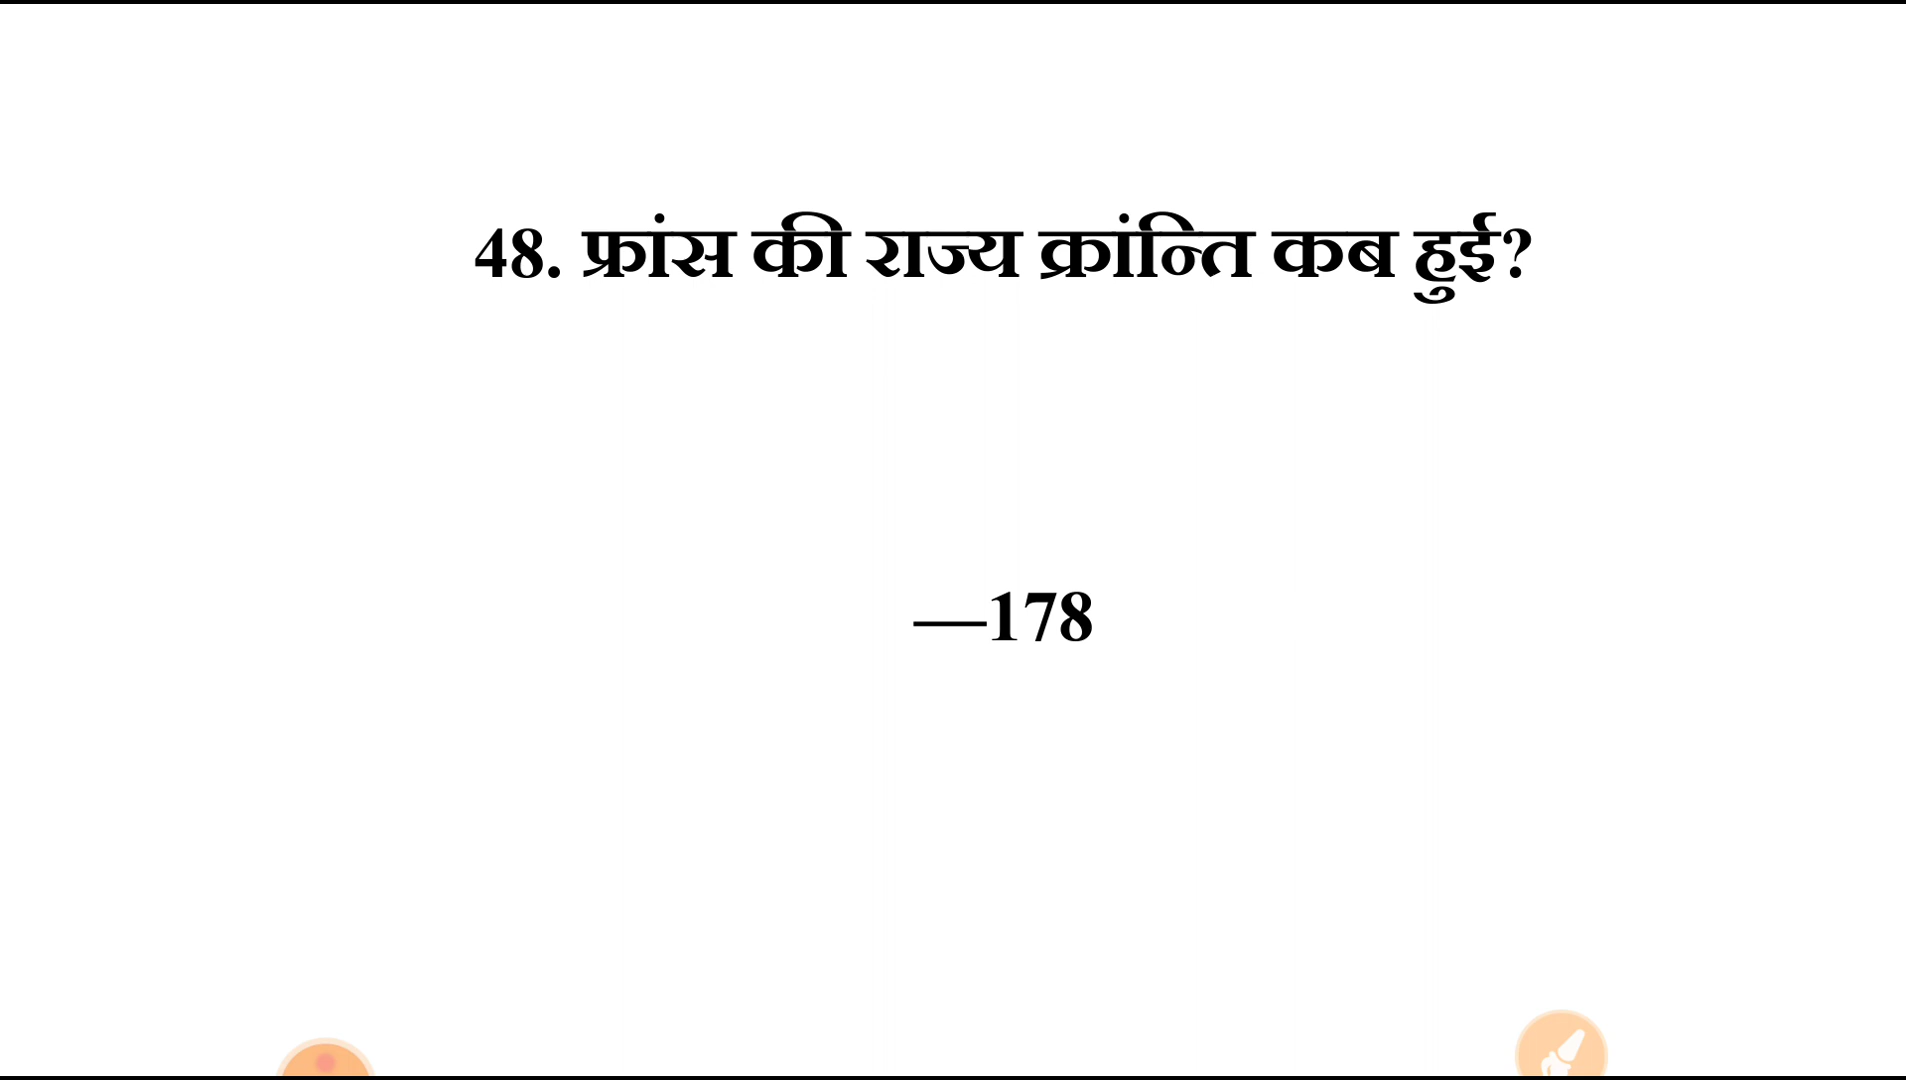 48. फ्रांस की राज्य क्रांन्ति कब हुई?
—178